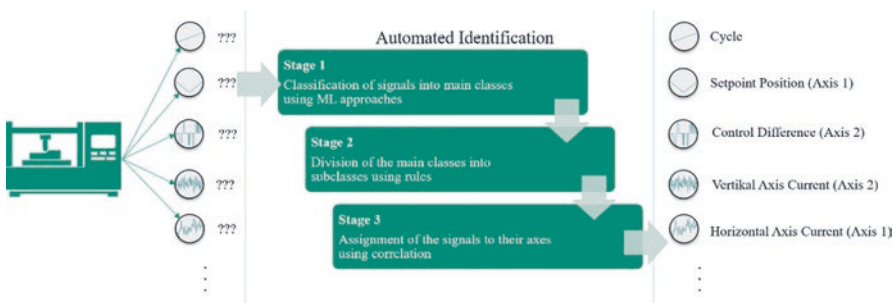 Automated Identification
???
???
???
???
???
Stage 1
Classification of signals into main classes
using ML approaches
Stage 2
Division of the main classes into
subclasses using rules
Stage 3
Assignment of the signals to their axes
using correlation
Cycle
Setpoint Position (Axis 1)
Control Difference (Axis 2)
Vertikal Axis Current (Axis 2)
Horizontal Axis Current (Axis 1)